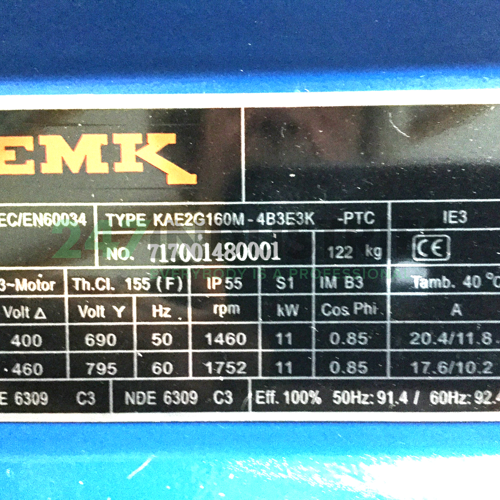 EMK
EC/EN60034 TYPE KAE2G160M-4B3E3K -PTC IE3
NO. 717001480001 122 kg CE
3~Motor Th.Cl. 155 (F) IP 55 S1 IM B3 Tamb. 40 °C
Volt Δ Volt Y Hz rpm kW Cos Phi A
400 690 50 1460 11 0.85 20.4/11.8
460 795 60 1752 11 0.85 17.6/10.2
E 6309 C3 NDE 6309 C3 Eff. 100% 50Hz: 91.4 / 60Hz: 92.4